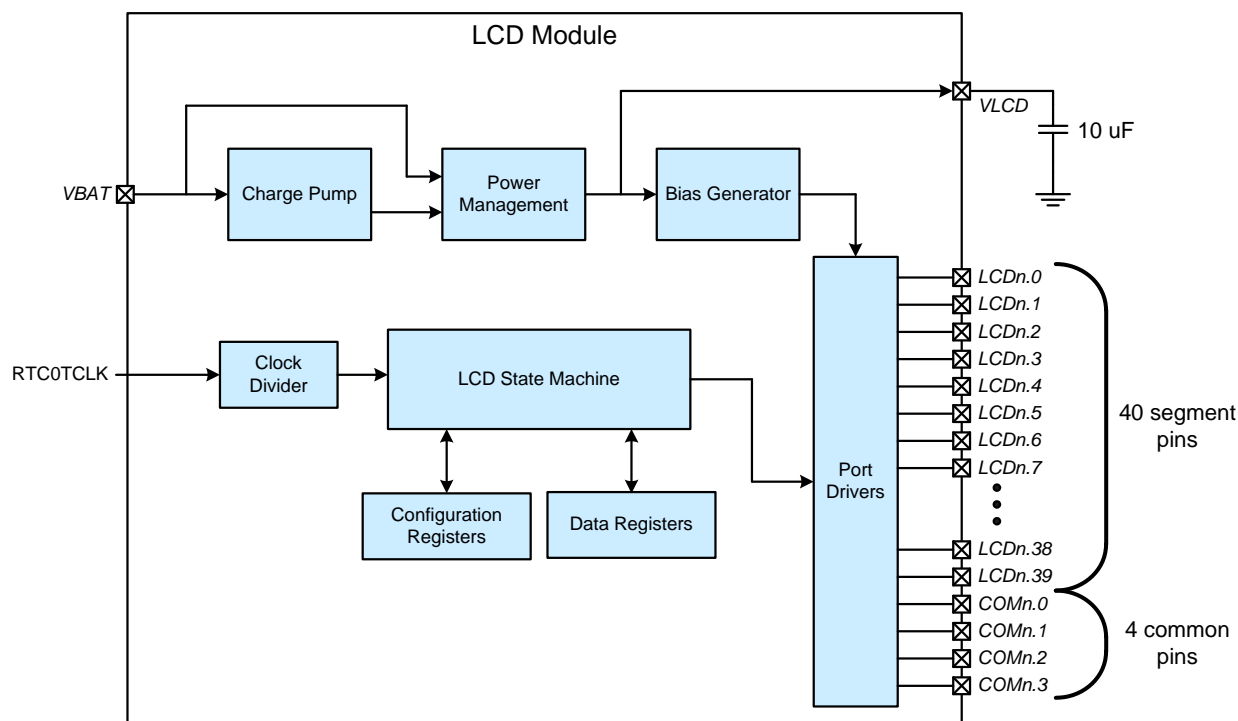 LCD Module
VLCD
10 uF
VBAT
Charge Pump
Power
Management
Bias Generator
RTC0TCLK
Clock
Divider
LCD State Machine
Configuration
Registers
Data Registers
Port
Drivers
LCDn.0
LCDn.1
LCDn.2
LCDn.3
LCDn.4
LCDn.5
LCDn.6
LCDn.7
LCDn.38
LCDn.39
COMn.0
COMn.1
COMn.2
COMn.3
40 segment
pins
4 common
pins